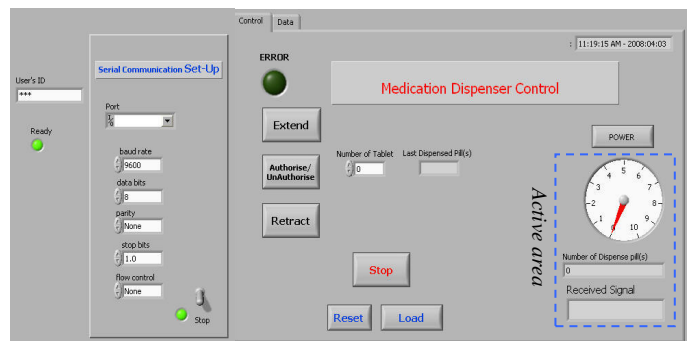 Control Data
: 11:19:15 AM - 2008:04:03
ERROR
Serial Communication Set-Up
Medication Dispenser Control
User's ID
***
Port
Ready
Extend
POWER
baud rate
9600
Number of Tablet Last Dispensed Pill(s)
0
Authorise/
UnAuthorise
data bits
8
parity
None
Retract
Active area
1 2 3 4 5 6 7 8 9 10
stop bits
1.0
Number of Dispense pill(s)
0
flow control
None
Stop
Received Signal
Stop
Reset Load